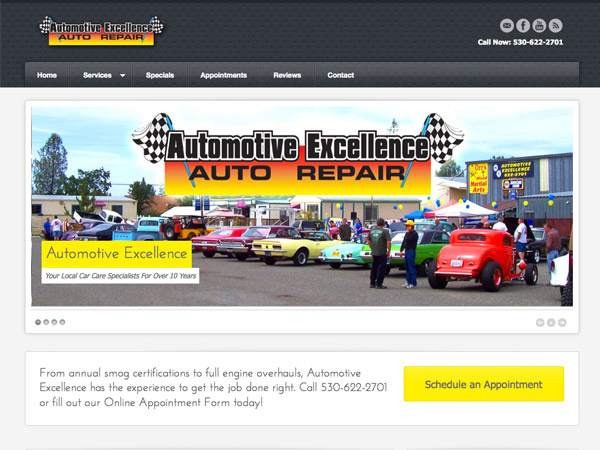 Automotive Excellence
AUTO REPAIR
Call Now: 530-622-2701
Home Services Specials Appointments Reviews Contact
Automotive Excellence
AUTO REPAIR
Martial
Arts
AUTOMOTIVE
EXCELLENCE
622-2701
Automotive Excellence
Your Local Car Care Specialists For Over 10 Years
From annual smog certifications to full engine overhauls, Automotive
Excellence has the experience to get the job done right. Call 530-622-2701
or fill out our Online Appointment Form today!
Schedule an Appointment